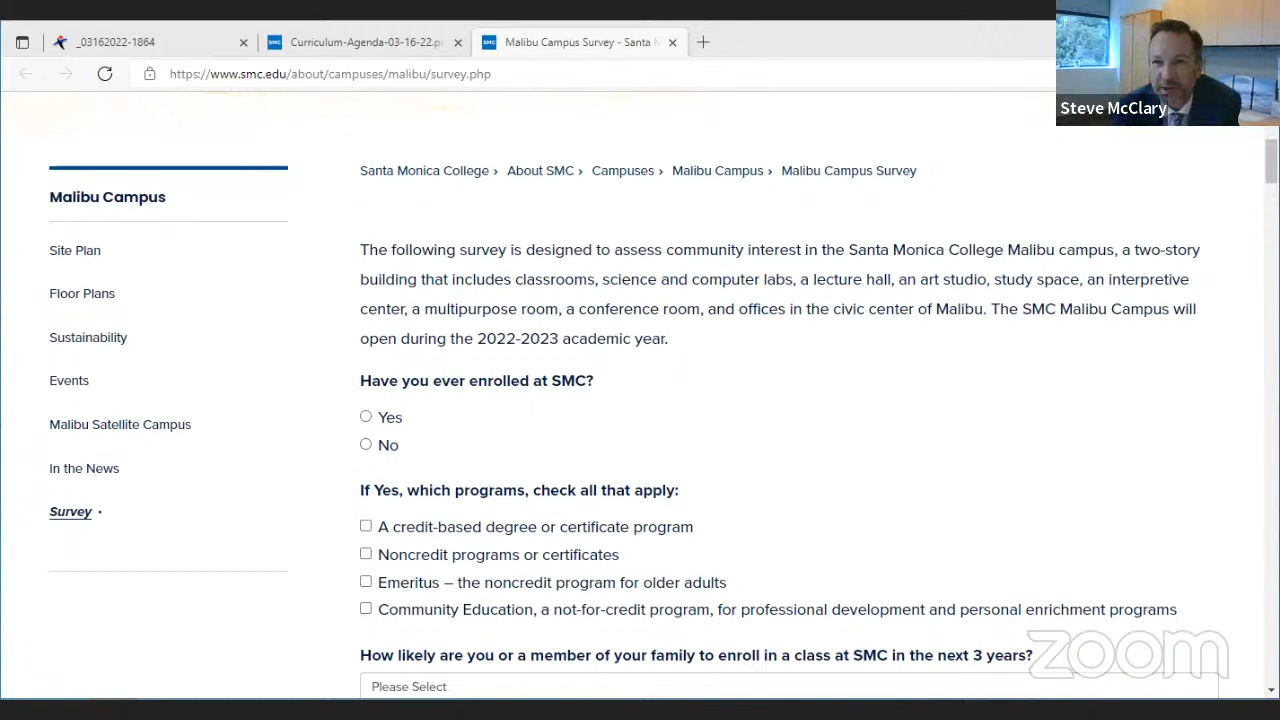 _03162022-1864
SMC Curriculum-Agenda-03-16-22.pc
SMC Malibu Campus Survey - Santa M
https://www.smc.edu/about/campuses/malibu/survey.php
Steve McClary
Malibu Campus
Site Plan
Floor Plans
Sustainability
Events
Malibu Satellite Campus
In the News
Survey •
Santa Monica College › About SMC › Campuses › Malibu Campus › Malibu Campus Survey
The following survey is designed to assess community interest in the Santa Monica College Malibu campus, a two-story
building that includes classrooms, science and computer labs, a lecture hall, an art studio, study space, an interpretive
center, a multipurpose room, a conference room, and offices in the civic center of Malibu. The SMC Malibu Campus will
open during the 2022-2023 academic year.
Have you ever enrolled at SMC?
Yes
No
If Yes, which programs, check all that apply:
A credit-based degree or certificate program
Noncredit programs or certificates
Emeritus – the noncredit program for older adults
Community Education, a not-for-credit program, for professional development and personal enrichment programs
How likely are you or a member of your family to enroll in a class at SMC in the next 3 years?
Please Select
zoom